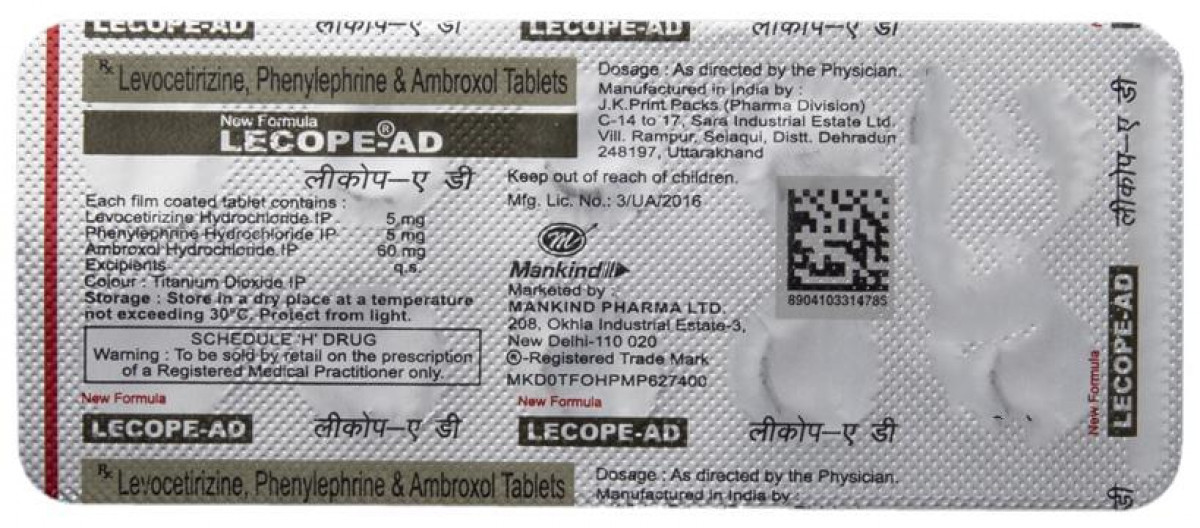 LECOPE-AD लीकोप–ए डी LECOPE-AD लीकोप–ए डी
Rx Levocetirizine, Phenylephrine & Ambroxol Tablets
New Formula
LECOPE®-AD
लीकोप–ए डी
Each film coated tablet contains :
Levocetirizine Hydrochloride IP 5 mg
Phenylephrine Hydrochloride IP 5 mg
Ambroxol Hydrochloride IP 60 mg
Excipients q.s.
Colour : Titanium Dioxide IP
Storage : Store in a dry place at a temperature
not exceeding 30°C. Protect from light.
SCHEDULE 'H' DRUG
Warning : To be sold by retail on the prescription
of a Registered Medical Practitioner only.
Dosage : As directed by the Physician.
Manufactured in India by :
J.K.Print Packs (Pharma Division)
C-14 to 17, Sara Industrial Estate Ltd.
Vill. Rampur, Selaqui, Distt. Dehradun
248197, Uttarakhand
Keep out of reach of children.
Mfg. Lic. No.: 3/UA/2016
m
Mankind
Marketed by :
MANKIND PHARMA LTD.
208, Okhla Industrial Estate-3,
New Delhi-110 020
®-Registered Trade Mark
MKD0TFOHPMP627400
8904103314785
New Formula
LECOPE-AD लीकोप–ए डी
New Formula
LECOPE-AD लीकोप–ए डी
Rx Levocetirizine, Phenylephrine & Ambroxol Tablets
Dosage : As directed by the Physician.
Manufactured in India by :
लीकोप–ए डी
New Formula
LECOPE-AD
डी